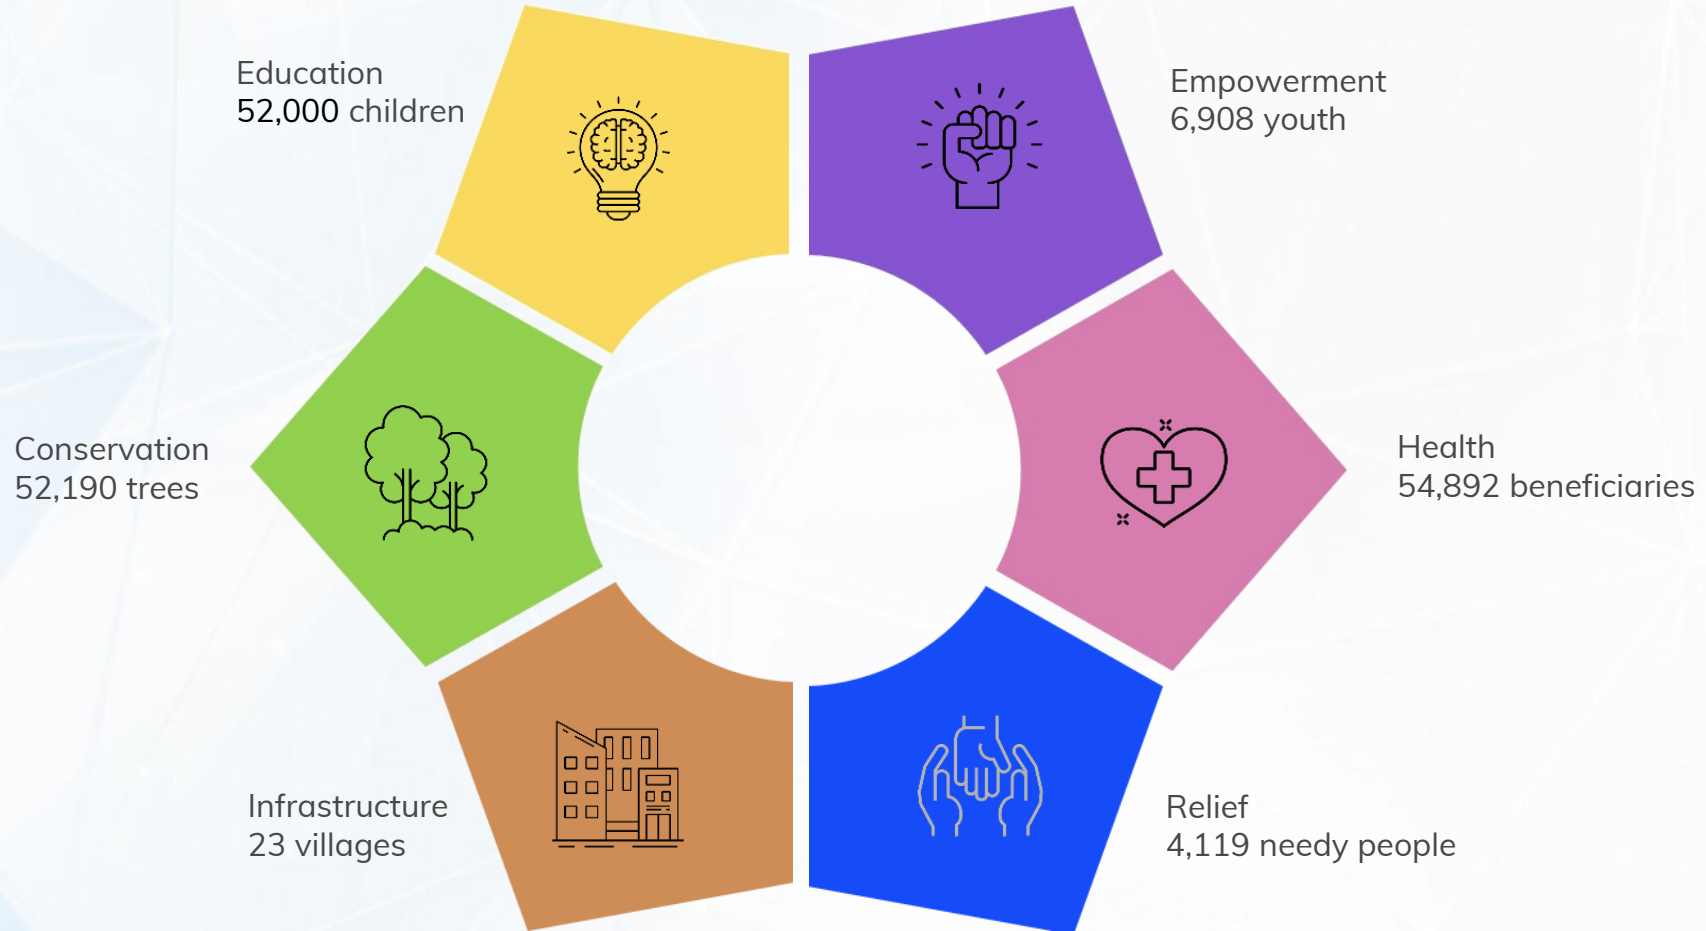 Education
52,000 children
Empowerment
6,908 youth
Conservation
52,190 trees
Health
54,892 beneficiaries
Infrastructure
23 villages
Relief
4,119 needy people